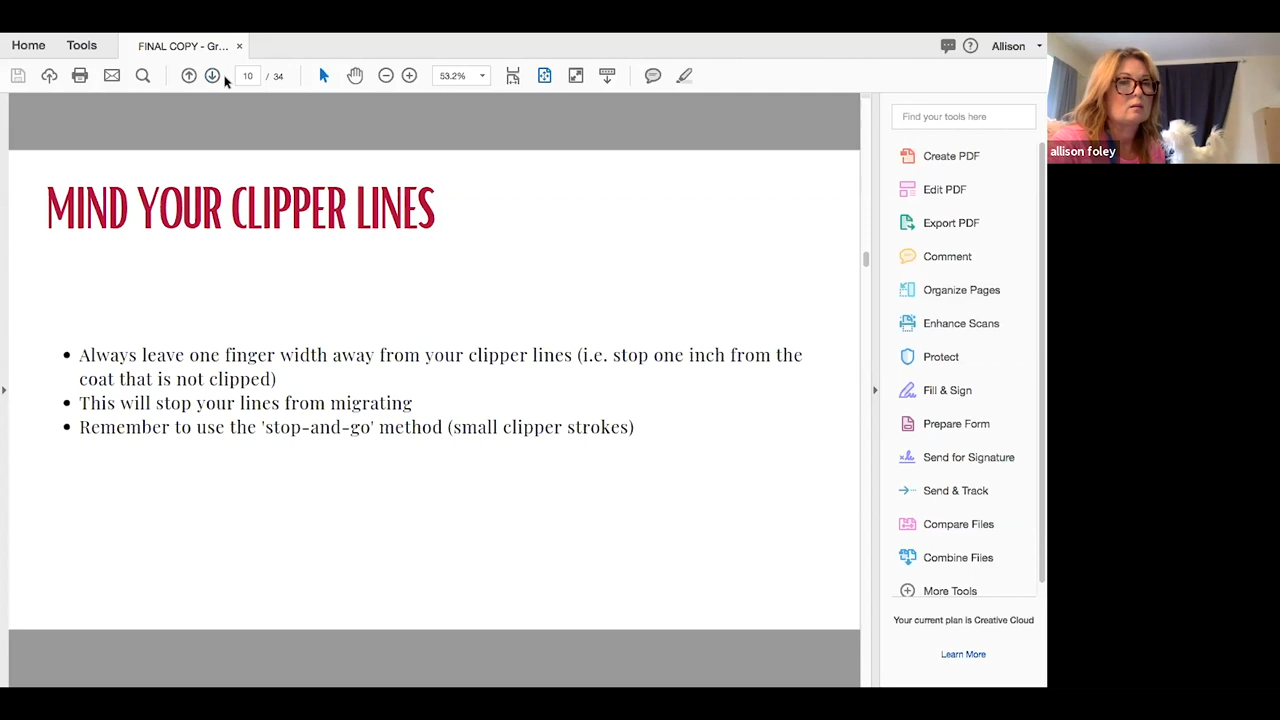 Home
Tools
FINAL COPY - Gr...
Allison
10
/ 34
53.2%
MIND YOUR CLIPPER LINES
• Always leave one finger width away from your clipper lines (i.e. stop one inch from the
coat that is not clipped)
• This will stop your lines from migrating
• Remember to use the 'stop-and-go' method (small clipper strokes)
Find your tools here
Create PDF
Edit PDF
Export PDF
Comment
Organize Pages
Enhance Scans
Protect
Fill & Sign
Prepare Form
Send for Signature
Send & Track
Compare Files
Combine Files
More Tools
Your current plan is Creative Cloud
Learn More
allison foley